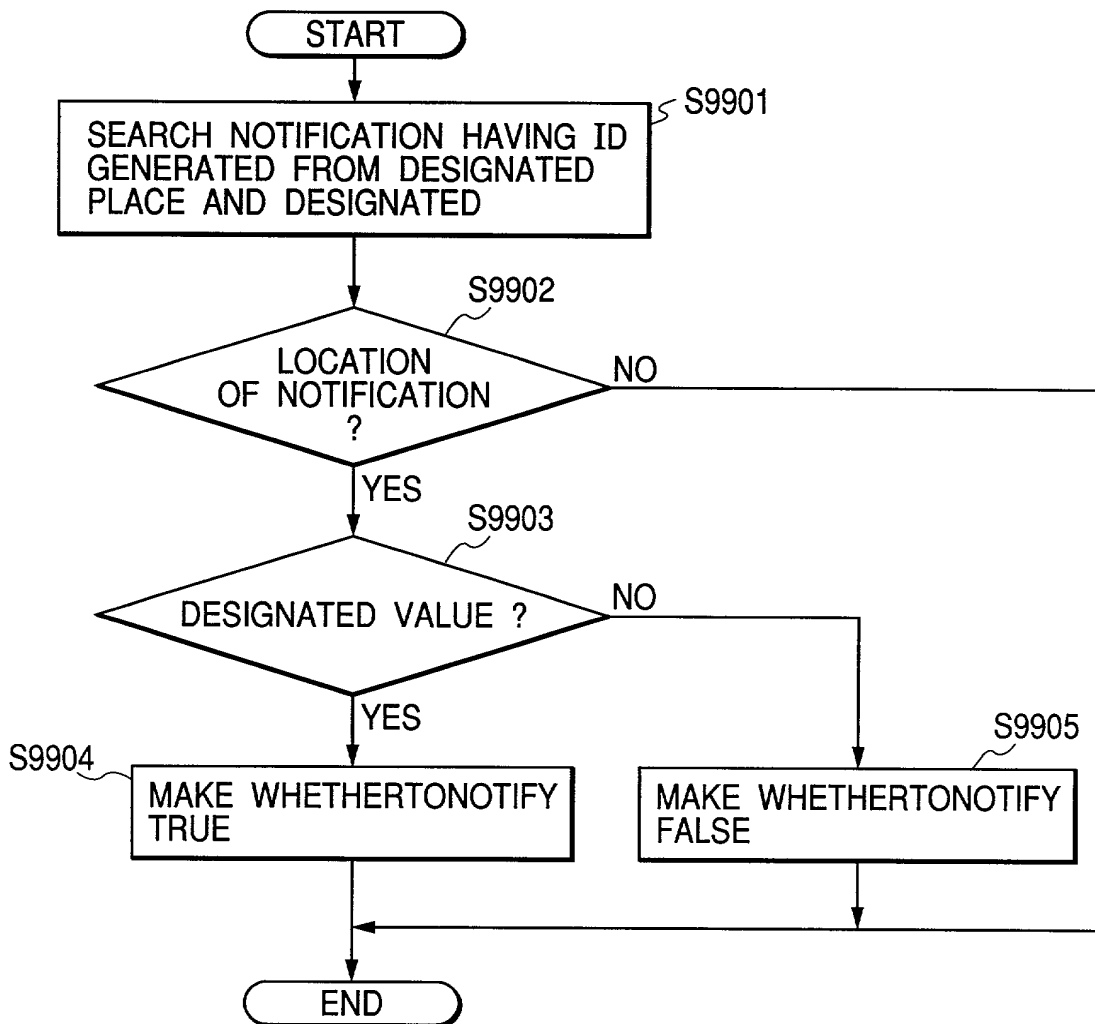 START
S9901
SEARCH NOTIFICATION HAVING ID
GENERATED FROM DESIGNATED
PLACE AND DESIGNATED
S9902
LOCATION
OF NOTIFICATION
?
NO
YES
S9903
DESIGNATED VALUE ?
NO
YES
S9904
MAKE WHETHERTONOTIFY
TRUE
S9905
MAKE WHETHERTONOTIFY
FALSE
END